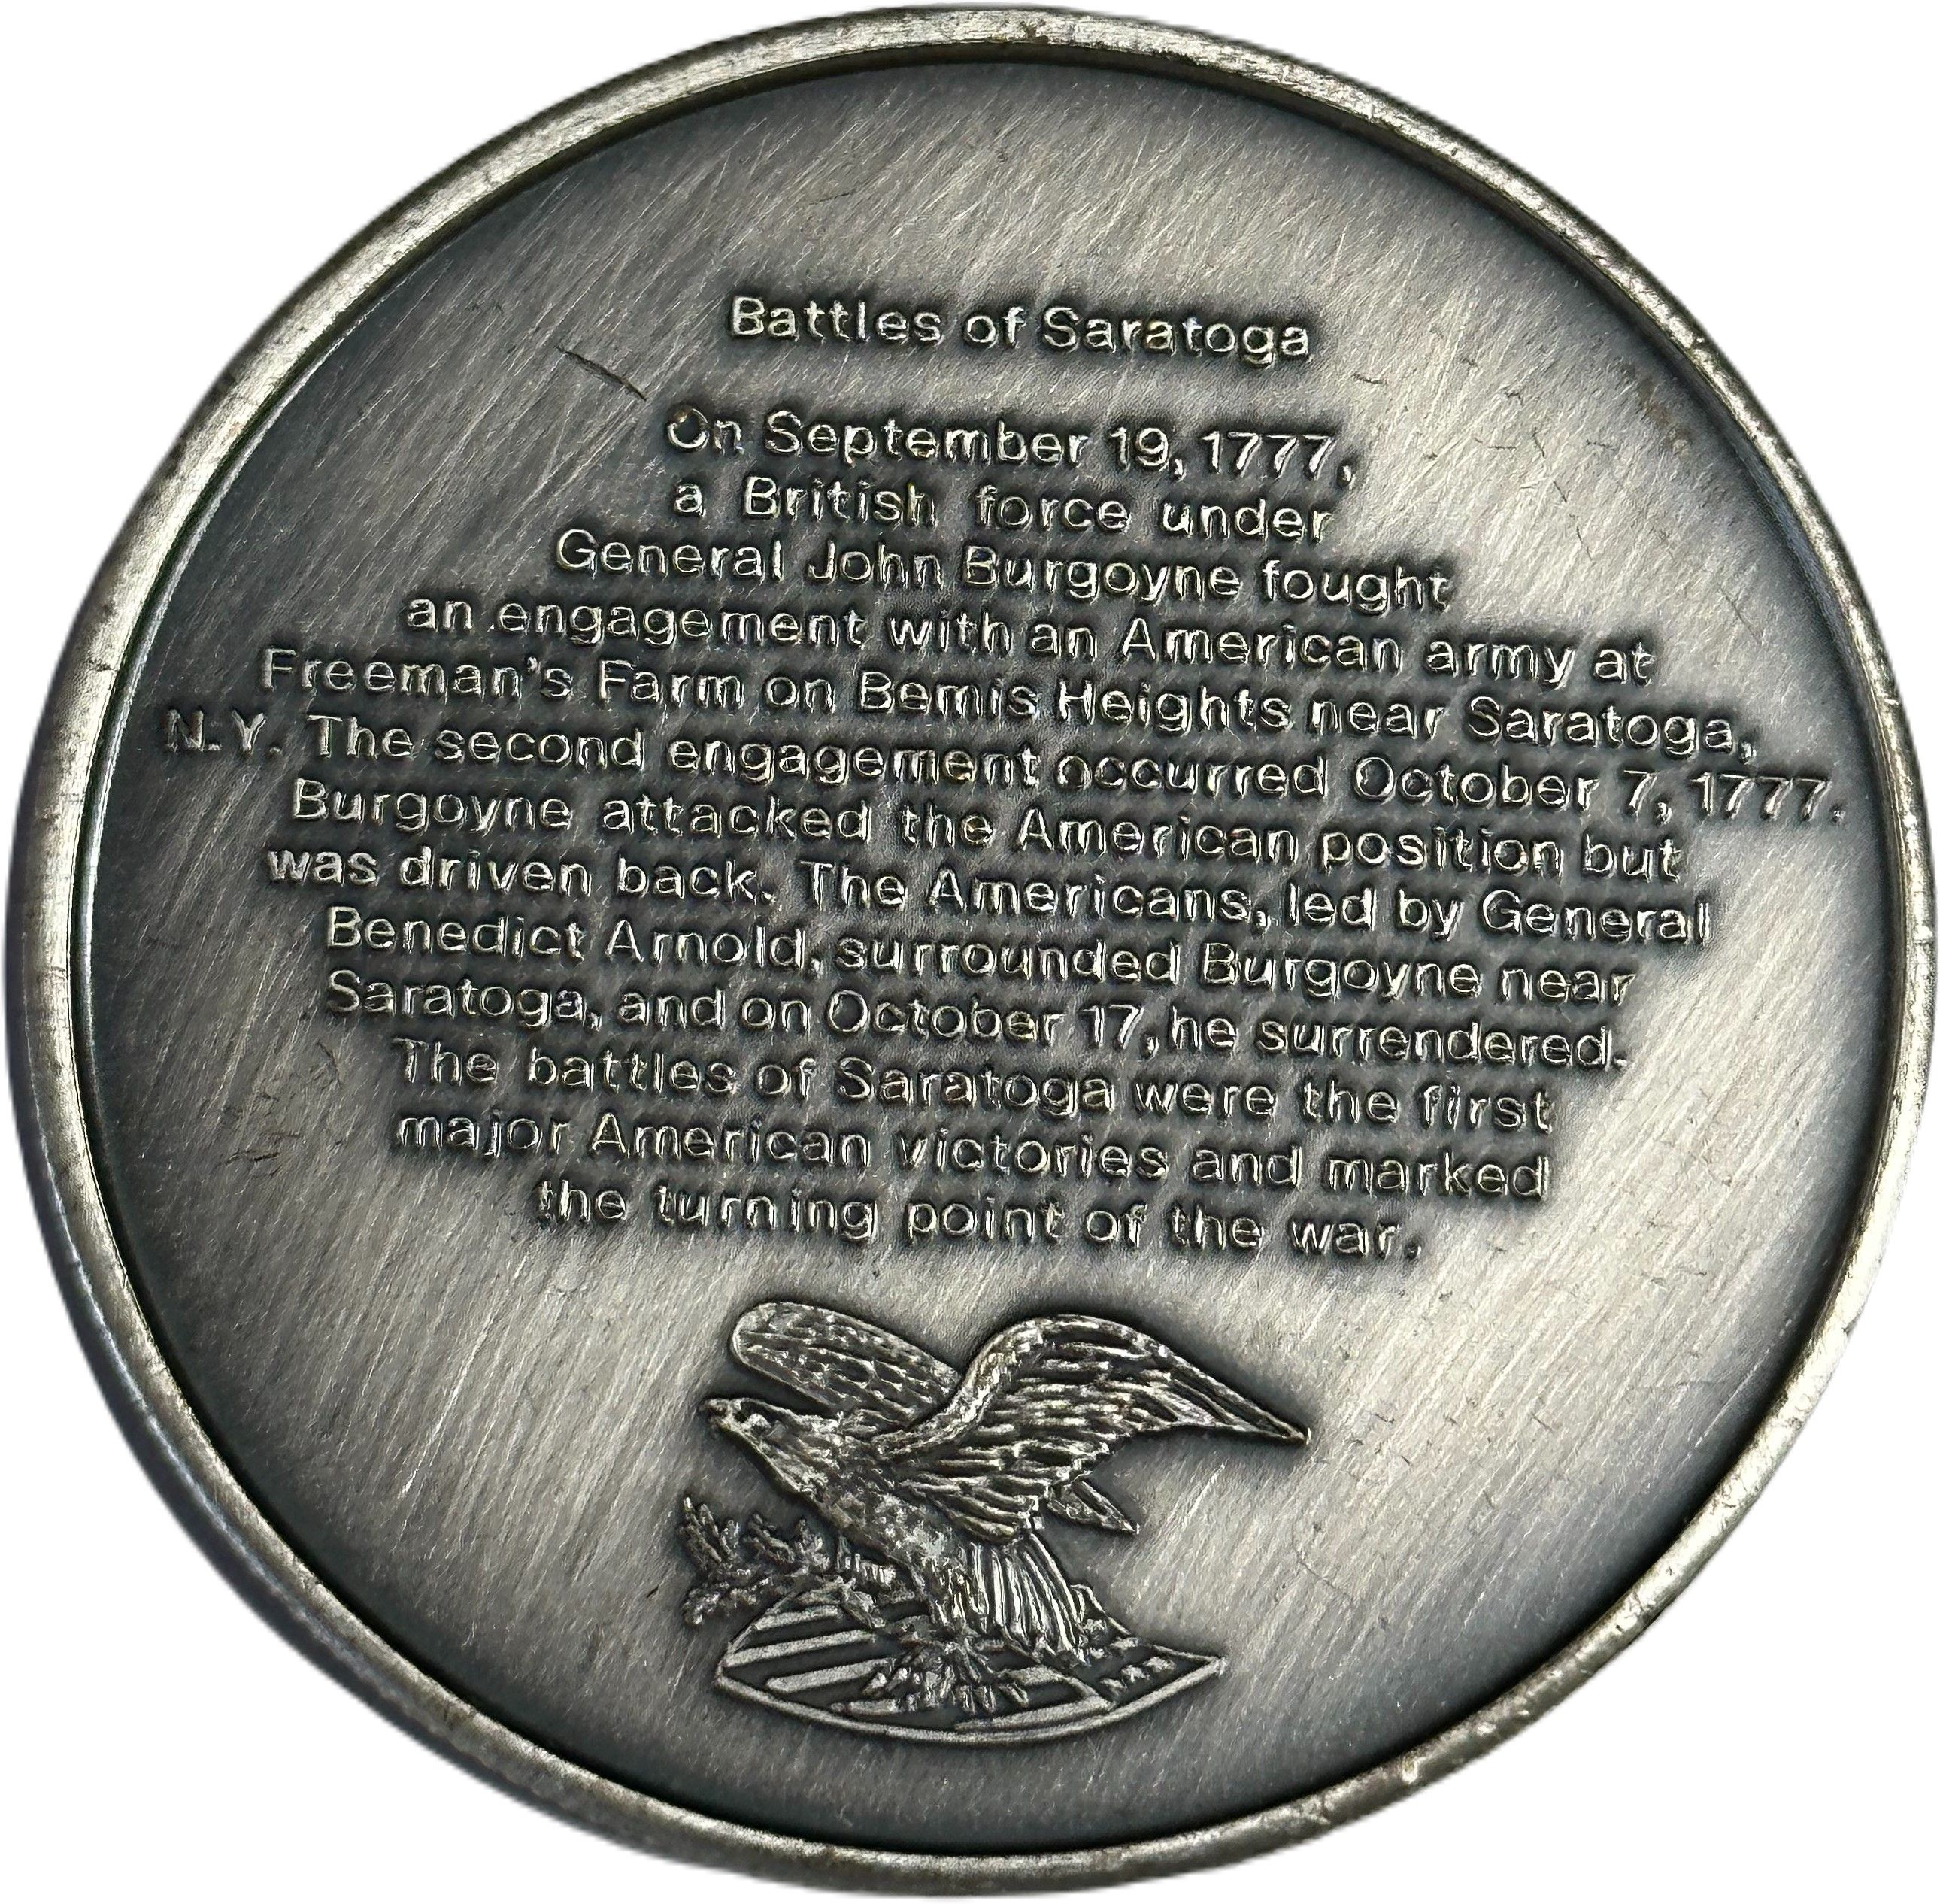 Battles of Saratoga
On September 19, 1777,
a British force under
General John Burgoyne fought
an engagement with an American army at
Freeman's Farm on Bemis Heights near Saratoga,
N.Y. The second engagement occurred October 7, 1777.
Burgoyne attacked the American position but
was driven back. The Americans, led by General
Benedict Arnold, surrounded Burgoyne near
Saratoga, and on October 17, he surrendered.
The battles of Saratoga were the first
major American victories and marked
the turning point of the war.